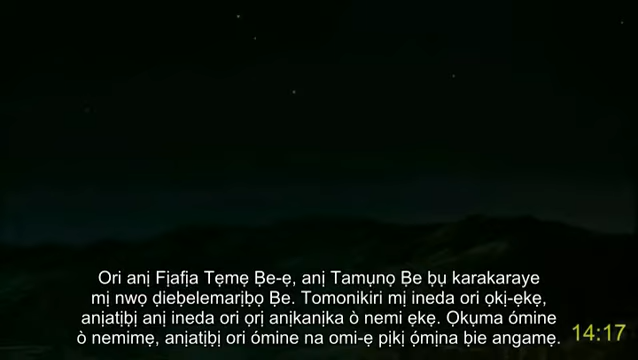 Ori anị Fịafịa Tẹmẹ Ḅe-ẹ, anị Tamụnọ Ḅe ḅụ karakaraye
mị nwọ ḍieḅelemarịḅọ Ḅe. Tomonikiri mị ineda ori ọkị-ẹkẹ,
anịatịḅị anị ineda ori ọrị anịkanịka ò nemi ẹkẹ. Ọkụma ómine
ò nemimẹ, anịatịḅị ori ómine na omi-ẹ pịkị ọ́mịna ḅịe angamẹ.
14:17